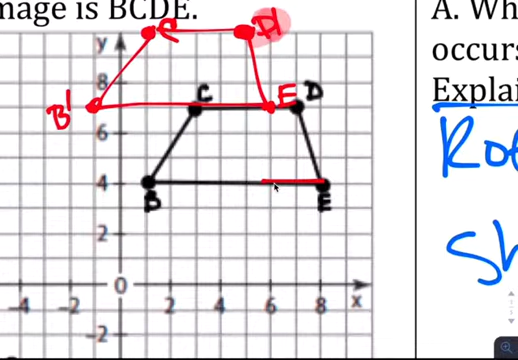 mage is BCDE.
A. Wh
occurs
Explai
Ro
Sh
C D'
y
8
B' E
C D
6
4
B E
2
-4 -2 0 2 4 6 8 x
-2